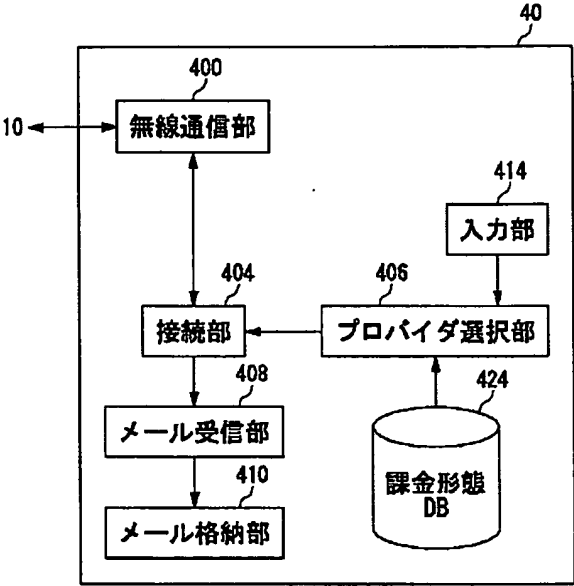 40
400
10
無線通信部
414
入力部
404
406
接続部
プロバイダ選択部
408
424
メール受信部
410
課金形態
DB
メール格納部